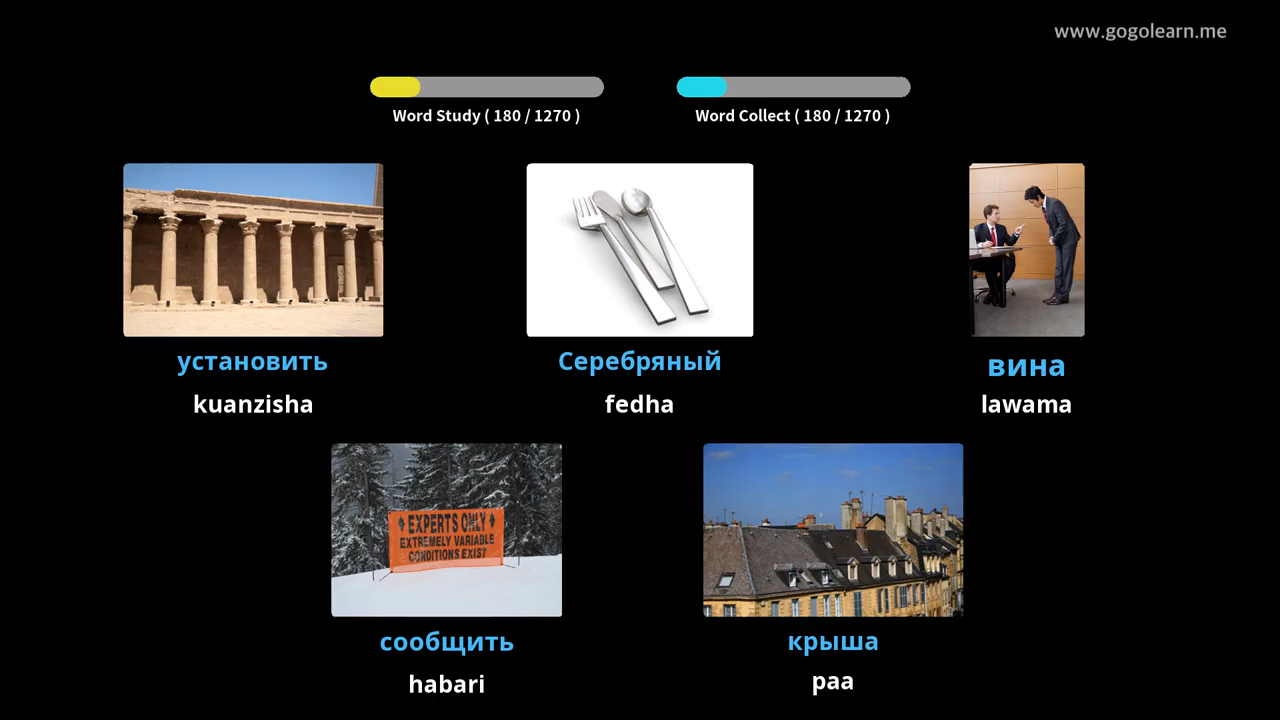 www.gogolearn.me
Word Study ( 180 / 1270 )
Word Collect ( 180 / 1270 )
установить
Серебряный
вина
kuanzisha
fedha
lawama
EXPERTS ONLY
EXTREMELY VARIABLE
CONDITIONS EXIST
сообщить
крыша
habari
paa